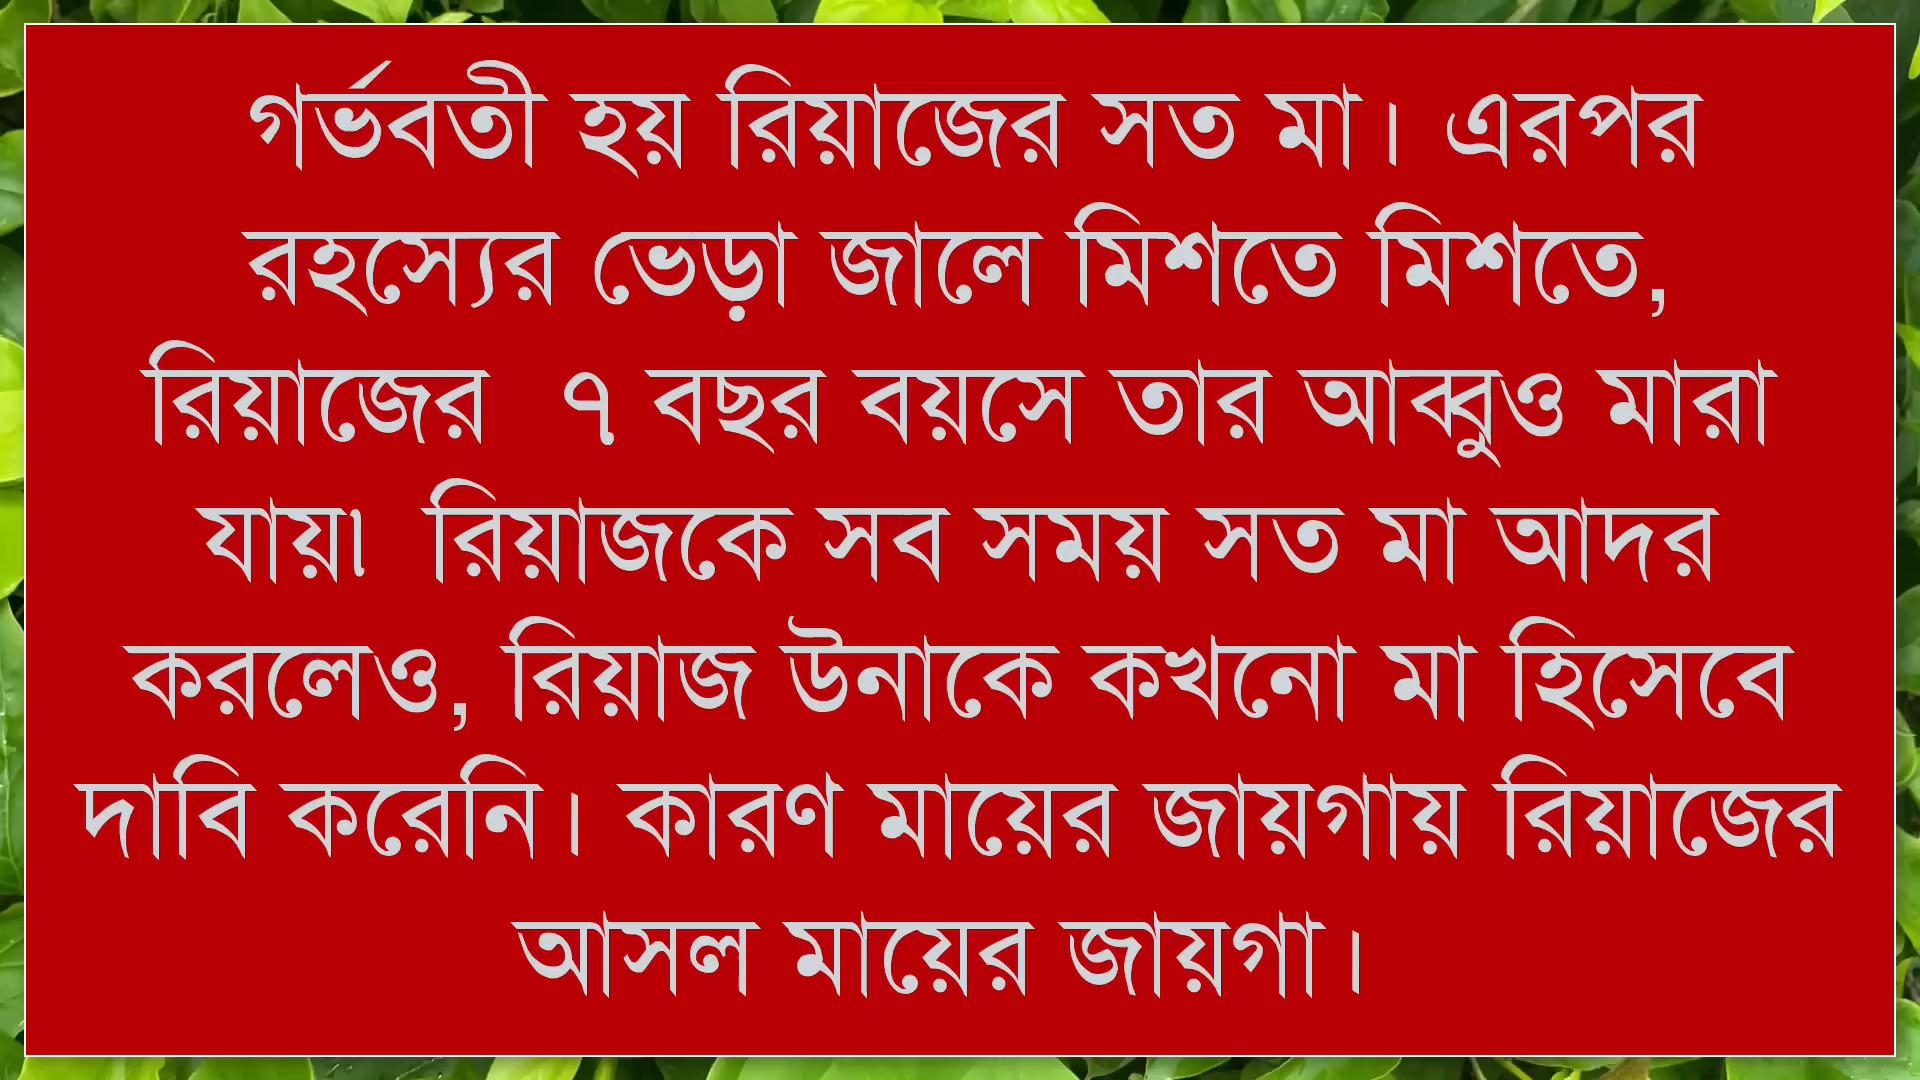 গর্ভবতী হয় রিয়াজের সত মা। এরপর
রহস্যের ভেড়া জালে মিশতে মিশতে,
রিয়াজের ৭ বছর বয়সে তার আব্বুও মারা
যায়৷ রিয়াজকে সব সময় সত মা আদর
করলেও, রিয়াজ উনাকে কখনো মা হিসেবে
দাবি করেনি। কারণ মায়ের জায়গায় রিয়াজের
আসল মায়ের জায়গা।